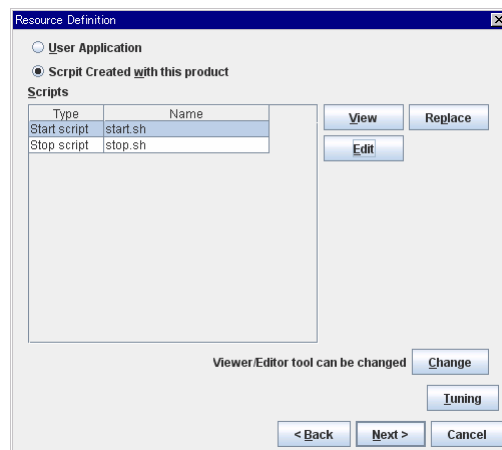 Resource Definition
User Application
Scrpit Created with this product
Scripts
Type Name
Start script start.sh
Stop script stop.sh
View Replace
Edit
Viewer/Editor tool can be changed Change
Tuning
< Back Next > Cancel